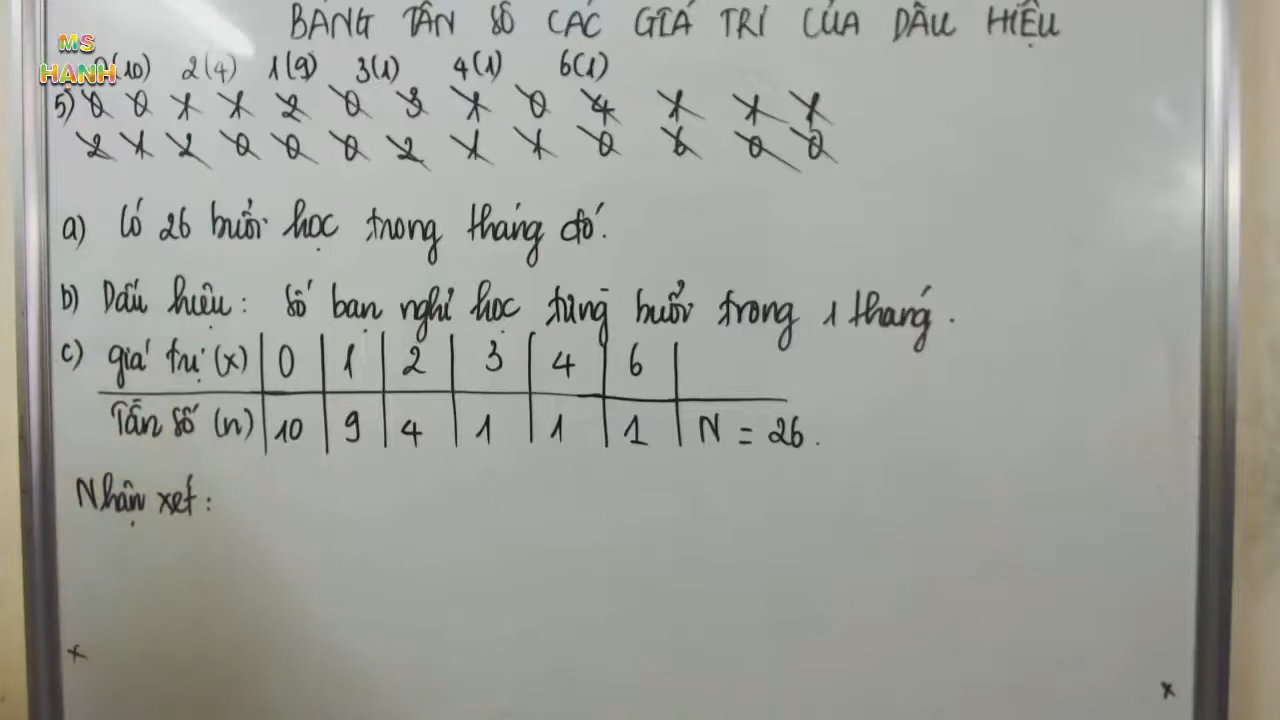 BẢNG TẦN SỐ CÁC GIÁ TRỊ CỦA DẤU HIỆU
MS HẠNH
0(10) 2(4) 1(9) 3(1) 4(1) 6(1)
5) 0 0 1 1 2 0 3 1 0 4 1 1 1
2 1 2 0 0 0 2 1 1 0 6 0 0
a) Có 26 buổi học trong tháng đó.
b) Dấu hiệu: Số bạn nghỉ học từng buổi trong 1 tháng.
c) giá trị (x) 0 1 2 3 4 6
Tần số (n) 10 9 4 1 1 1 N = 26.
Nhận xét: